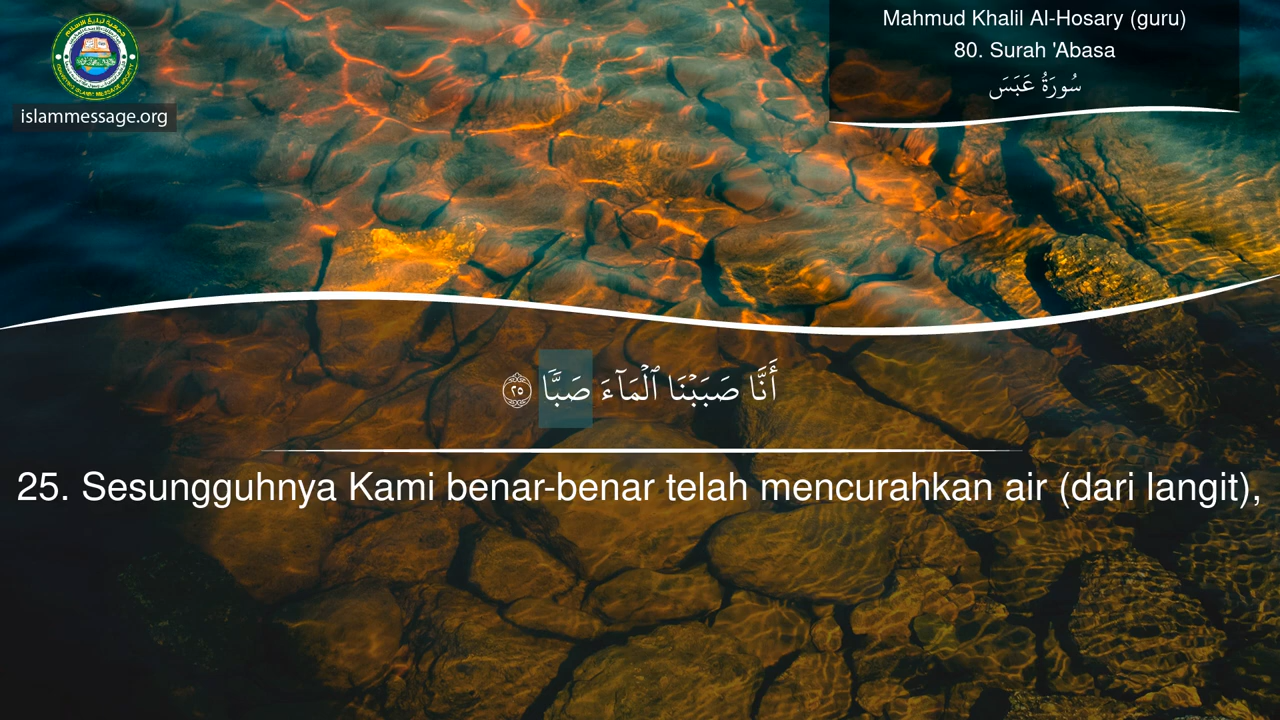 islammessage.org
Mahmud Khalil Al-Hosary (guru)
80. Surah 'Abasa
سُورَةُ عَبَسَ
أَنَّا صَبَبْنَا ٱلْمَآءَ صَبًّا ٢٥
25. Sesungguhnya Kami benar-benar telah mencurahkan air (dari langit),